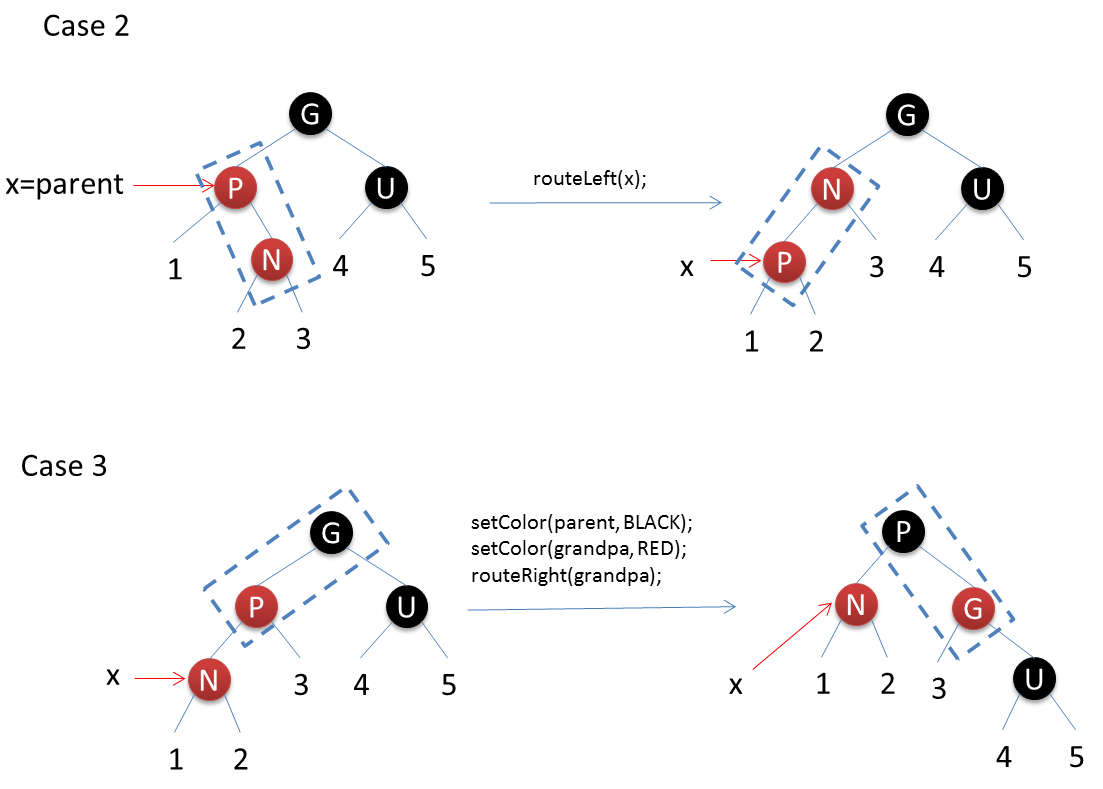 Case 2
G
G
x=parent
P
U
routeLeft(x);
N
U
1
N
4
5
x
P
3
4
5
2
3
1
2
Case 3
G
setColor(parent, BLACK);
setColor(grandpa, RED);
routeRight(grandpa);
P
P
U
N
G
x
N
3
4
5
x
1
2
3
U
1
2
4
5